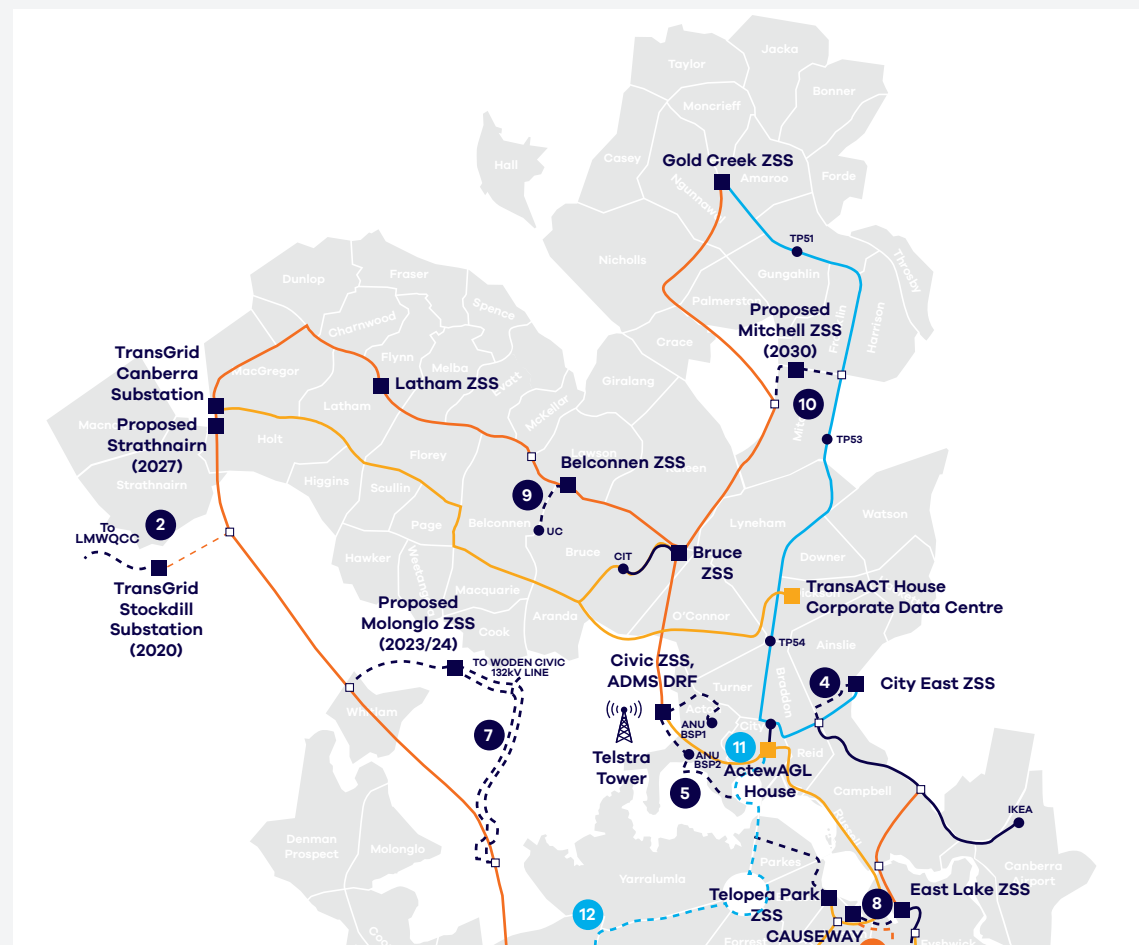 Jacka
Taylor
Bonner
Moncrieff
Hall
Casey
Gold Creek ZSS
Amaroo
Forde
Ngunnawal
TP51
Throsby
Nicholls
Gungahlin
Dunlop
Fraser
Spence
Palmerston
Proposed
Mitchell ZSS
(2030)
Franklin
Harrison
Charnwood
Crace
TransGrid
Canberra
Substation
Flynn
Melba
MacGregor
Latham ZSS
Giralang
10
Latham
McKellar
Proposed
Strathnairn
(2027)
Holt
TP53
Florey
Lawson
Belconnen ZSS
Higgins
Scullin
Strathnairn
9
Watson
2
To
LMWQCC
Page
Belconnen
UC
Lyneham
Hawker
Bruce
CIT
Bruce
ZSS
Downer
TransGrid
Stockdill
Substation
(2020)
Macquarie
TransACT House
Corporate Data Centre
Proposed
Molonglo ZSS
(2023/24)
Aranda
O'Connor
Cook
TP54
Ainslie
TO WODEN CIVIC
132kV LINE
Civic ZSS,
ADMS DRF
Turner
Braddon
4
City East ZSS
Whitlam
7
ANU
BSP1
City
Telstra
Tower
ANU
BSP2
11
Reid
ActewAGL
House
5
Campbell
IKEA
Denman
Prospect
Molonglo
Parkes
Canberra
Airport
Yarralumla
Telopea Park
ZSS
8
East Lake ZSS
12
CAUSEWAY
Fyshwick